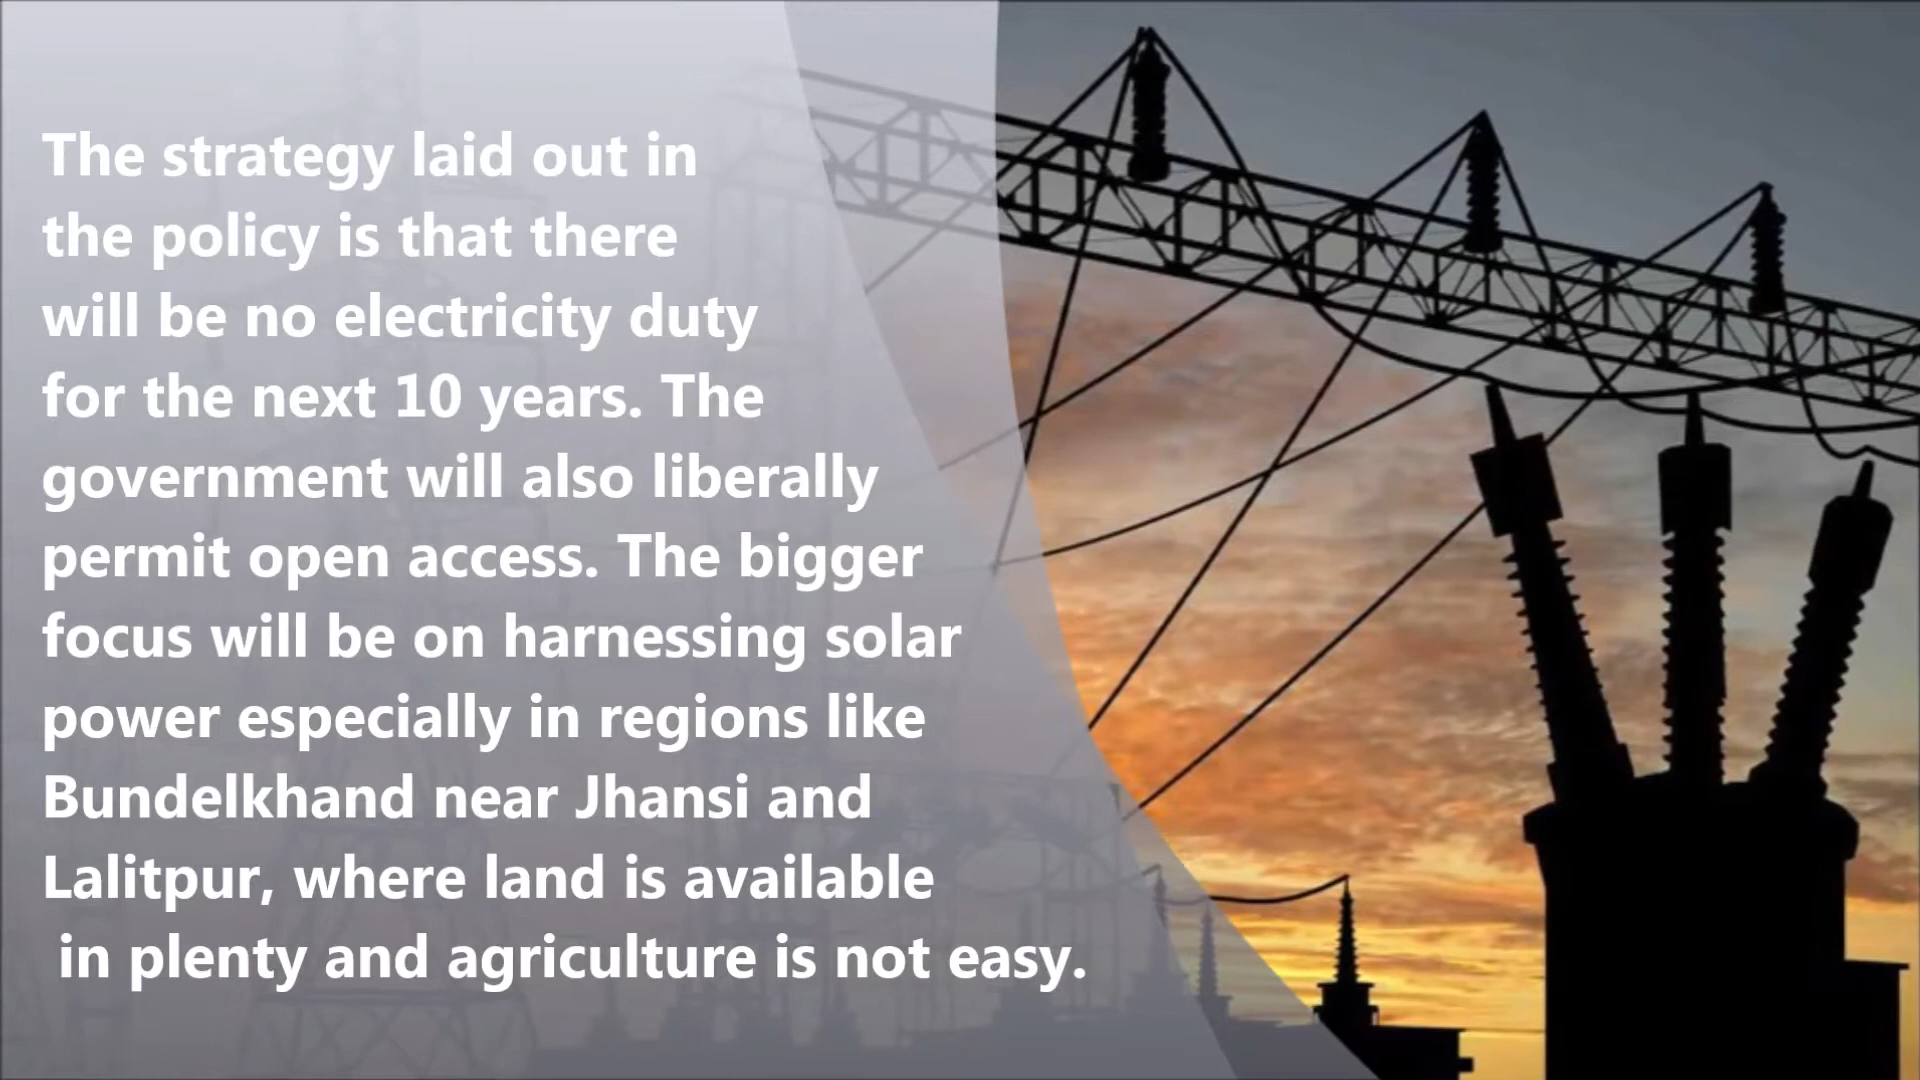 The strategy laid out in
the policy is that there
will be no electricity duty
for the next 10 years. The
government will also liberally
permit open access. The bigger
focus will be on harnessing solar
power especially in regions like
Bundelkhand near Jhansi and
Lalitpur, where land is available
in plenty and agriculture is not easy.